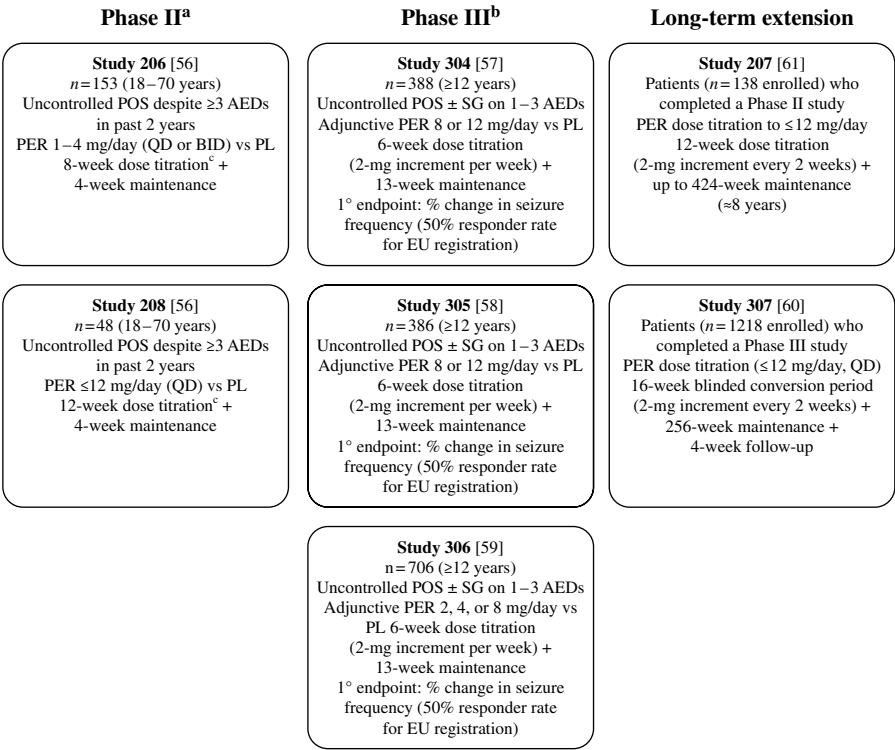 Phase IIa
Study 206 [56]
n=153 (18–70 years)
Uncontrolled POS despite ≥3 AEDs
in past 2 years
PER 1–4 mg/day (QD or BID) vs PL
8-week dose titrationc +
4-week maintenance
Study 208 [56]
n=48 (18–70 years)
Uncontrolled POS despite ≥3 AEDs
in past 2 years
PER ≤12 mg/day (QD) vs PL
12-week dose titrationc +
4-week maintenance
Phase IIIb
Study 304 [57]
n=388 (≥12 years)
Uncontrolled POS ± SG on 1–3 AEDs
Adjunctive PER 8 or 12 mg/day vs PL
6-week dose titration
(2-mg increment per week) +
13-week maintenance
1° endpoint: % change in seizure
frequency (50% responder rate
for EU registration)
Study 305 [58]
n=386 (≥12 years)
Uncontrolled POS ± SG on 1–3 AEDs
Adjunctive PER 8 or 12 mg/day vs PL
6-week dose titration
(2-mg increment per week) +
13-week maintenance
1° endpoint: % change in seizure
frequency (50% responder rate
for EU registration)
Study 306 [59]
n=706 (≥12 years)
Uncontrolled POS ± SG on 1–3 AEDs
Adjunctive PER 2, 4, or 8 mg/day vs
PL 6-week dose titration
(2-mg increment per week) +
13-week maintenance
1° endpoint: % change in seizure
frequency (50% responder rate
for EU registration)
Long-term extension
Study 207 [61]
Patients (n=138 enrolled) who
completed a Phase II study
PER dose titration to ≤12 mg/day
12-week dose titration
(2-mg increment every 2 weeks) +
up to 424-week maintenance
(≈8 years)
Study 307 [60]
Patients (n=1218 enrolled) who
completed a Phase III study
PER dose titration (≤12 mg/day, QD)
16-week blinded conversion period
(2-mg increment every 2 weeks) +
256-week maintenance +
4-week follow-up